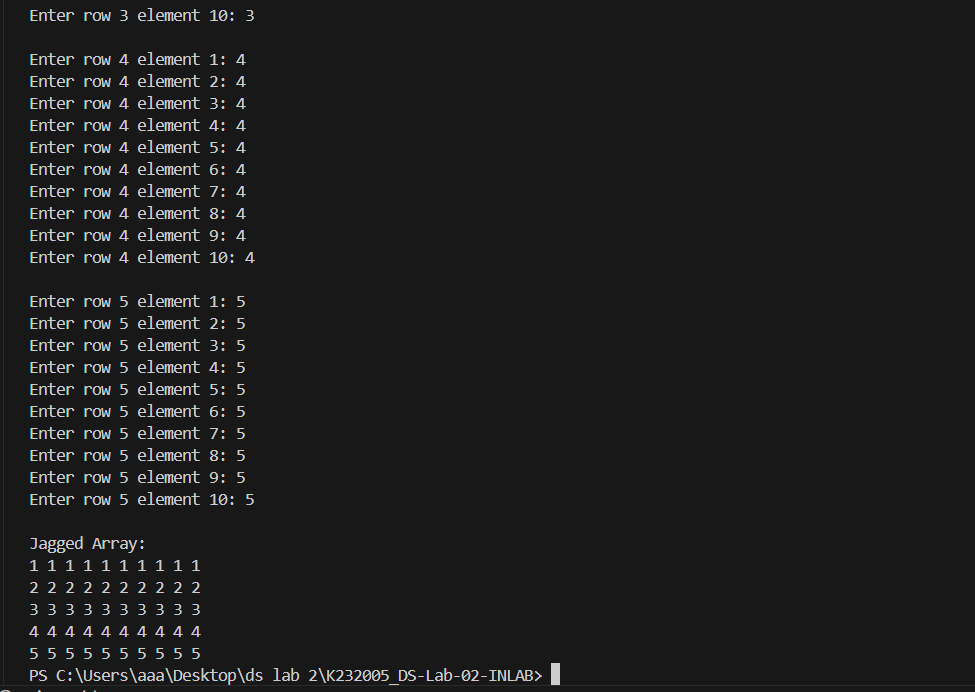 Enter row 3 element 10: 3
Enter row 4 element 1: 4
Enter row 4 element 2: 4
Enter row 4 element 3: 4
Enter row 4 element 4: 4
Enter row 4 element 5: 4
Enter row 4 element 6: 4
Enter row 4 element 7: 4
Enter row 4 element 8: 4
Enter row 4 element 9: 4
Enter row 4 element 10: 4
Enter row 5 element 1: 5
Enter row 5 element 2: 5
Enter row 5 element 3: 5
Enter row 5 element 4: 5
Enter row 5 element 5: 5
Enter row 5 element 6: 5
Enter row 5 element 7: 5
Enter row 5 element 8: 5
Enter row 5 element 9: 5
Enter row 5 element 10: 5
Jagged Array:
1 1 1 1 1 1 1 1 1 1
2 2 2 2 2 2 2 2 2 2
3 3 3 3 3 3 3 3 3 3
4 4 4 4 4 4 4 4 4 4
5 5 5 5 5 5 5 5 5 5
PS C:\Users\aaa\Desktop\ds lab 2\K232005_DS-Lab-02-INLAB>